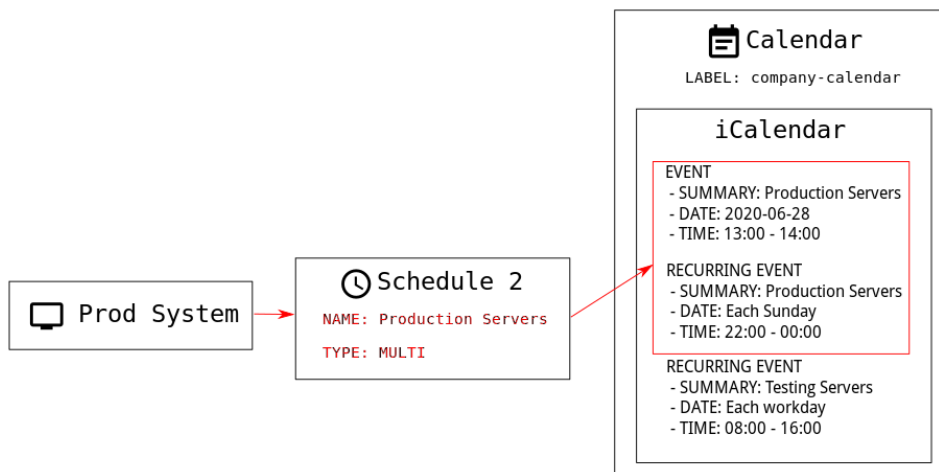 Calendar
LABEL: company-calendar
iCalendar
EVENT
- SUMMARY: Production Servers
- DATE: 2020-06-28
- TIME: 13:00 - 14:00
RECURRING EVENT
- SUMMARY: Production Servers
- DATE: Each Sunday
- TIME: 22:00 - 00:00
RECURRING EVENT
- SUMMARY: Testing Servers
- DATE: Each workday
- TIME: 08:00 - 16:00
Schedule 2
NAME: Production Servers
TYPE: MULTI
Prod System